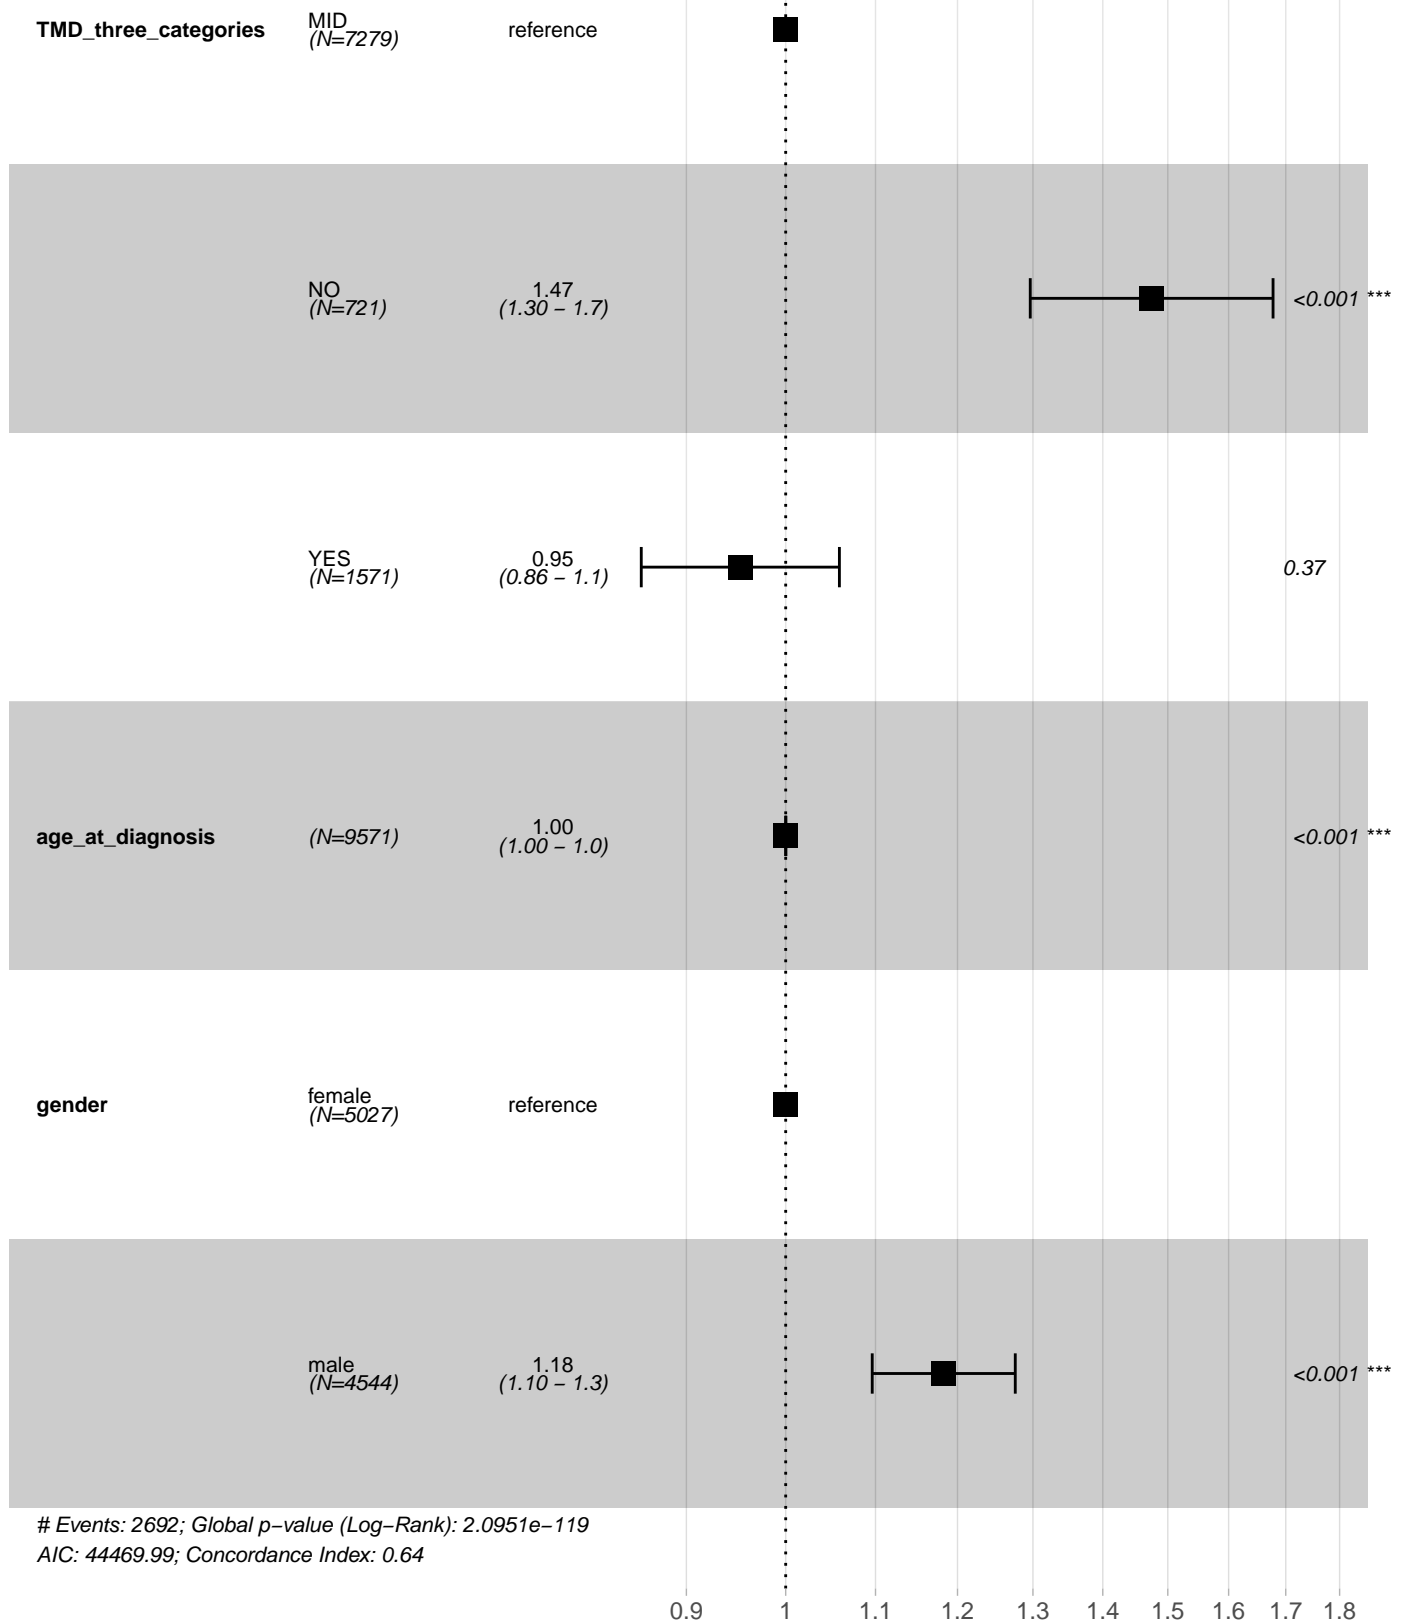 TMD_three_categories MID reference
(N=7279)
NO 1.47
(N=721) (1.30 – 1.7) <0.001 ***
YES 0.95
(N=1571) (0.86 – 1.1) 0.37
age_at_diagnosis (N=9571) 1.00 <0.001 ***
(1.00 – 1.0)
gender female reference
(N=5027)
male 1.18
(N=4544) (1.10 – 1.3) <0.001 ***
# Events: 2692; Global p−value (Log−Rank): 2.0951e−119
AIC: 44469.99; Concordance Index: 0.64
0.9 1 1.1 1.2 1.3 1.4 1.5 1.6 1.7 1.8